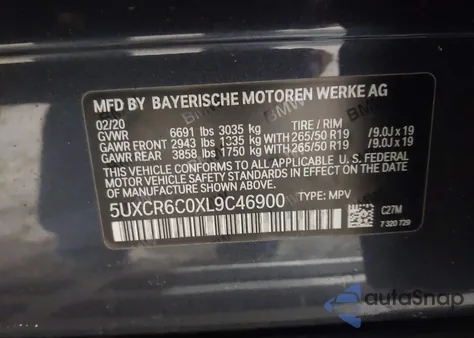 MFD BY BAYERISCHE MOTOREN WERKE AG
02/20
GVWR 6691 lbs 3035 kg TIRE / RIM
GAWR FRONT 2943 lbs 1335 kg WITH 265/50 R19 /9.0J x 19
GAWR REAR 3858 lbs 1750 kg WITH 265/50 R19 /9.0J x 19
THIS VEHICLE CONFORMS TO ALL APPLICABLE U.S. FEDERAL
MOTOR VEHICLE SAFETY STANDARDS IN EFFECT ON THE DATE
OF MANUFACTURE SHOWN ABOVE.
5UXCR6C0XL9C46900 TYPE: MPV
C27M
7 320 729
autoSnap